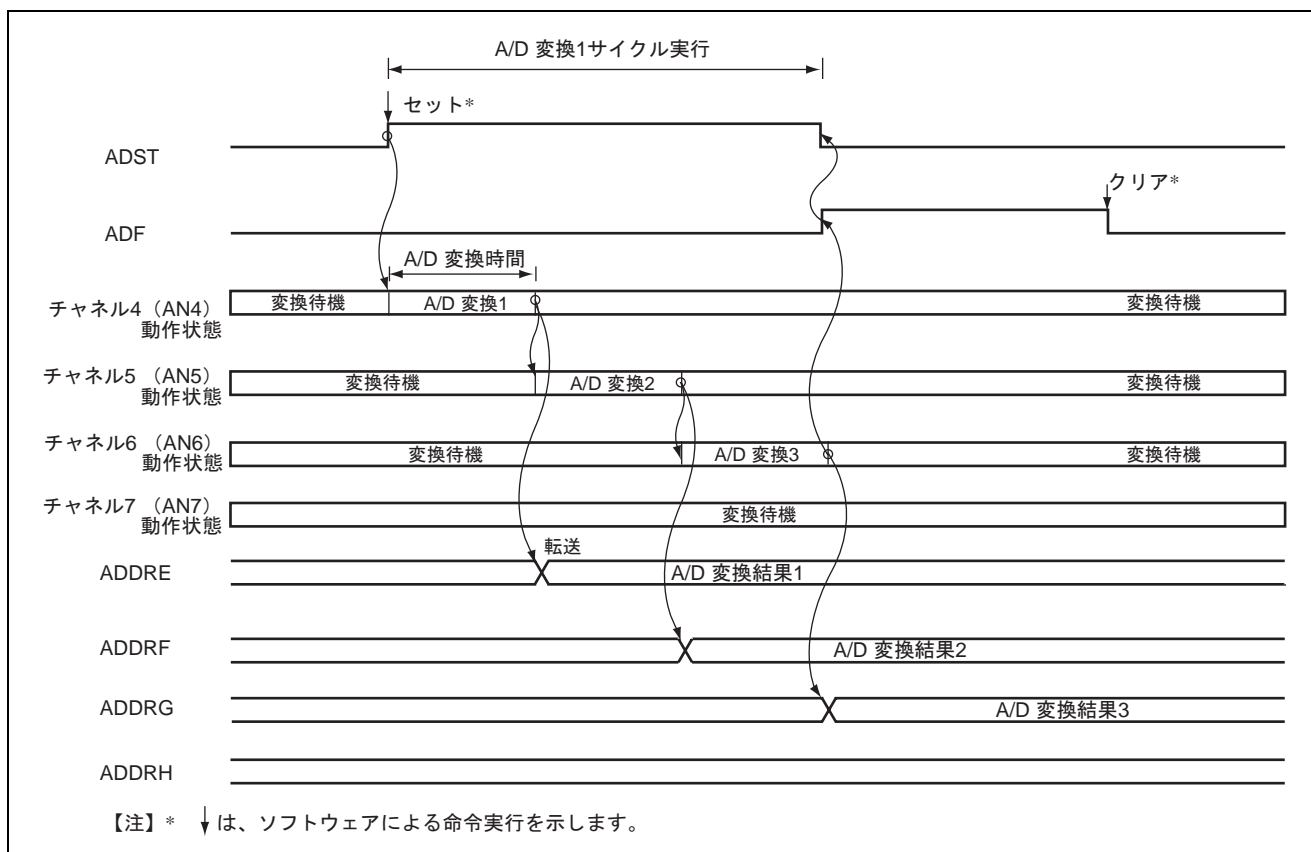 A/D 変換1サイクル実行
セット*
ADST
クリア*
ADF
A/D 変換時間
チャネル4（AN4）
動作状態
変換待機
A/D 変換1
変換待機
チャネル5 （AN5）
動作状態
変換待機
A/D 変換2
変換待機
チャネル6 （AN6）
動作状態
変換待機
A/D 変換3
変換待機
チャネル7 （AN7）
動作状態
変換待機
転送
ADDRE
A/D 変換結果1
ADDRF
A/D 変換結果2
ADDRG
A/D 変換結果3
ADDRH
【注】* ↓は、ソフトウェアによる命令実行を示します。